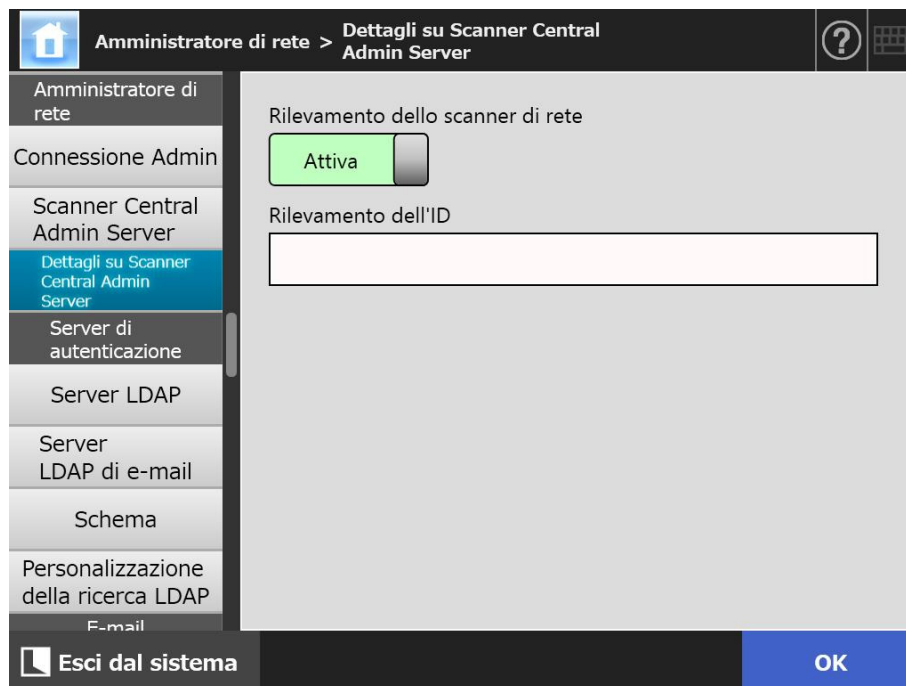 Amministratore di rete > Dettagli su Scanner Central
Admin Server
?
Amministratore di
rete
Connessione Admin
Scanner Central
Admin Server
Dettagli su Scanner
Central Admin
Server
Server di
autenticazione
Server LDAP
Server
LDAP di e-mail
Schema
Personalizzazione
della ricerca LDAP
E-mail
Rilevamento dello scanner di rete
Attiva
Rilevamento dell'ID
Esci dal sistema
OK